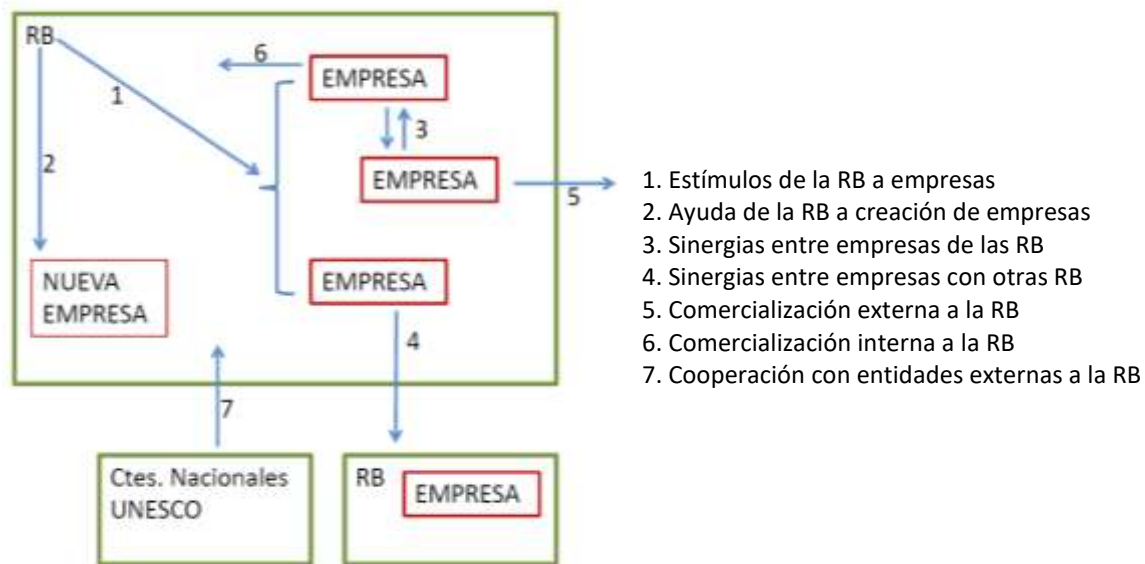 RB
6
EMPRESA
1
3
2
EMPRESA
5
NUEVA
EMPRESA
EMPRESA
4
7
Ctes. Nacionales
UNESCO
RB
EMPRESA
1. Estímulos de la RB a empresas
2. Ayuda de la RB a creación de empresas
3. Sinergias entre empresas de las RB
4. Sinergias entre empresas con otras RB
5. Comercialización externa a la RB
6. Comercialización interna a la RB
7. Cooperación con entidades externas a la RB